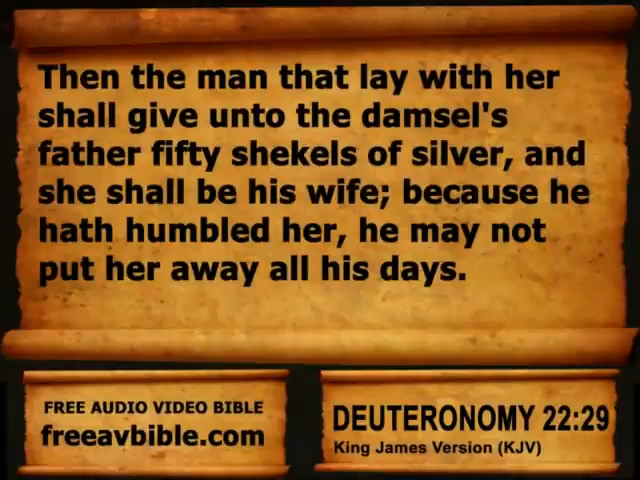 Then the man that lay with her
shall give unto the damsel's
father fifty shekels of silver, and
she shall be his wife; because he
hath humbled her, he may not
put her away all his days.
FREE AUDIO VIDEO BIBLE
freeavbible.com
DEUTERONOMY 22:29
King James Version (KJV)